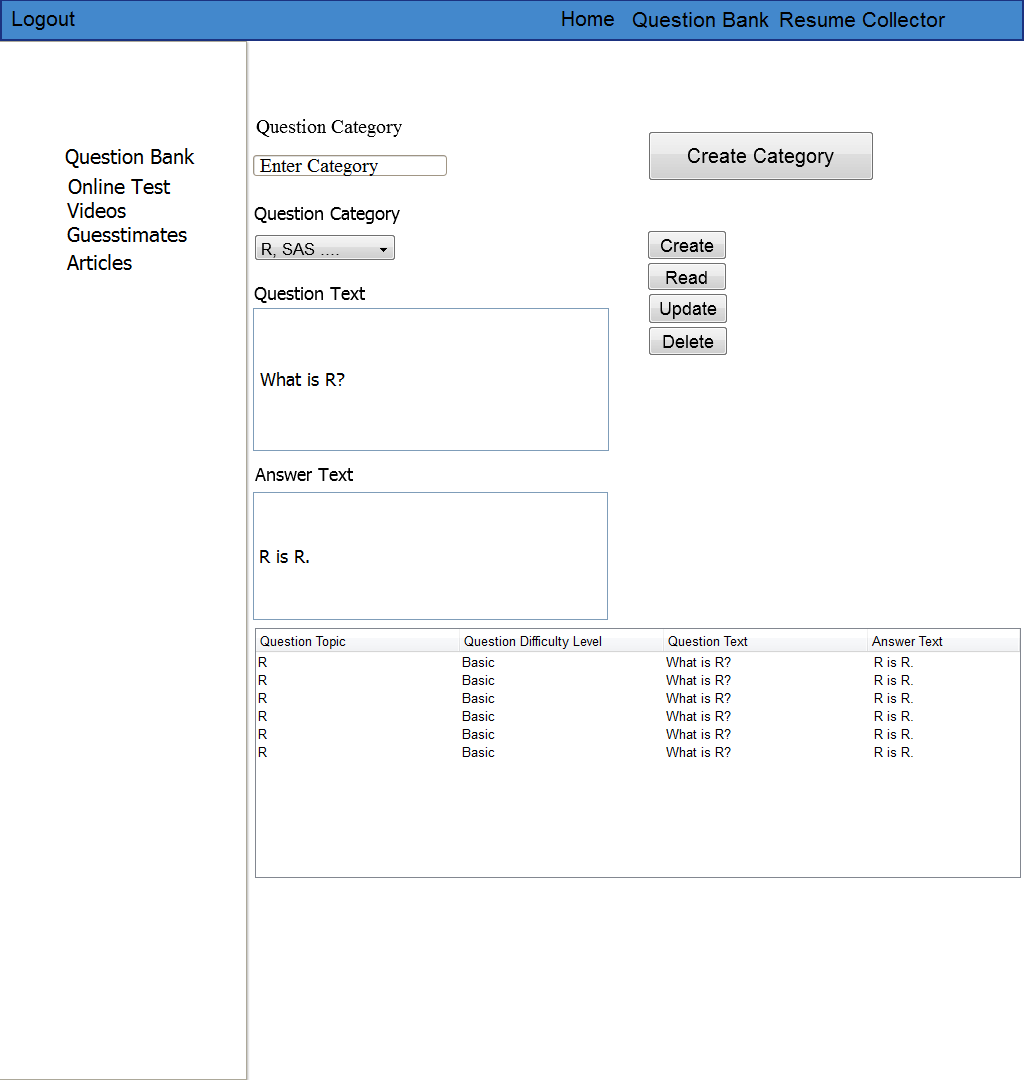 Logout Home Question Bank Resume Collector
Question Bank
Online Test
Videos
Guesstimates
Articles
Question Category
Enter Category
Create Category
Question Category
R, SAS ....
Create
Read
Update
Delete
Question Text
What is R?
Answer Text
R is R.
Question Topic Question Difficulty Level Question Text Answer Text
R Basic What is R? R is R.
R Basic What is R? R is R.
R Basic What is R? R is R.
R Basic What is R? R is R.
R Basic What is R? R is R.
R Basic What is R? R is R.